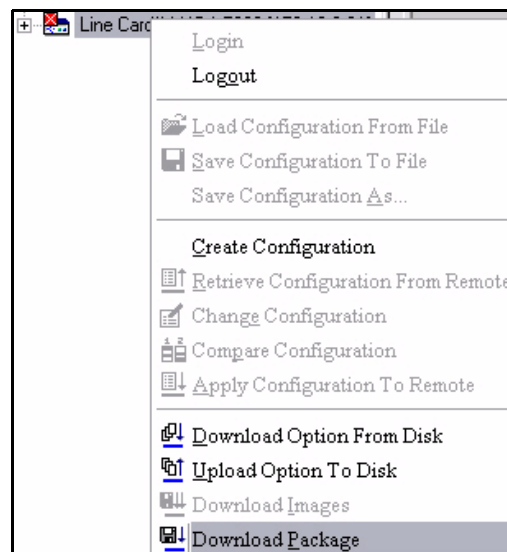 Line Card
Login
Logout
Load Configuration From File
Save Configuration To File
Save Configuration As...
Create Configuration
Retrieve Configuration From Remote
Change Configuration
Compare Configuration
Apply Configuration To Remote
Download Option From Disk
Upload Option To Disk
Download Images
Download Package